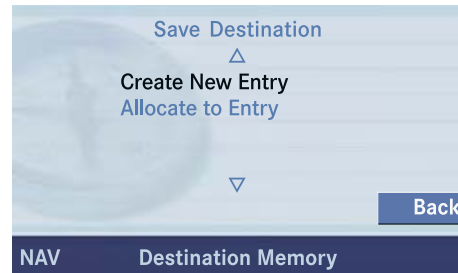 Save Destination
Create New Entry
Allocate to Entry
Back
NAV Destination Memory